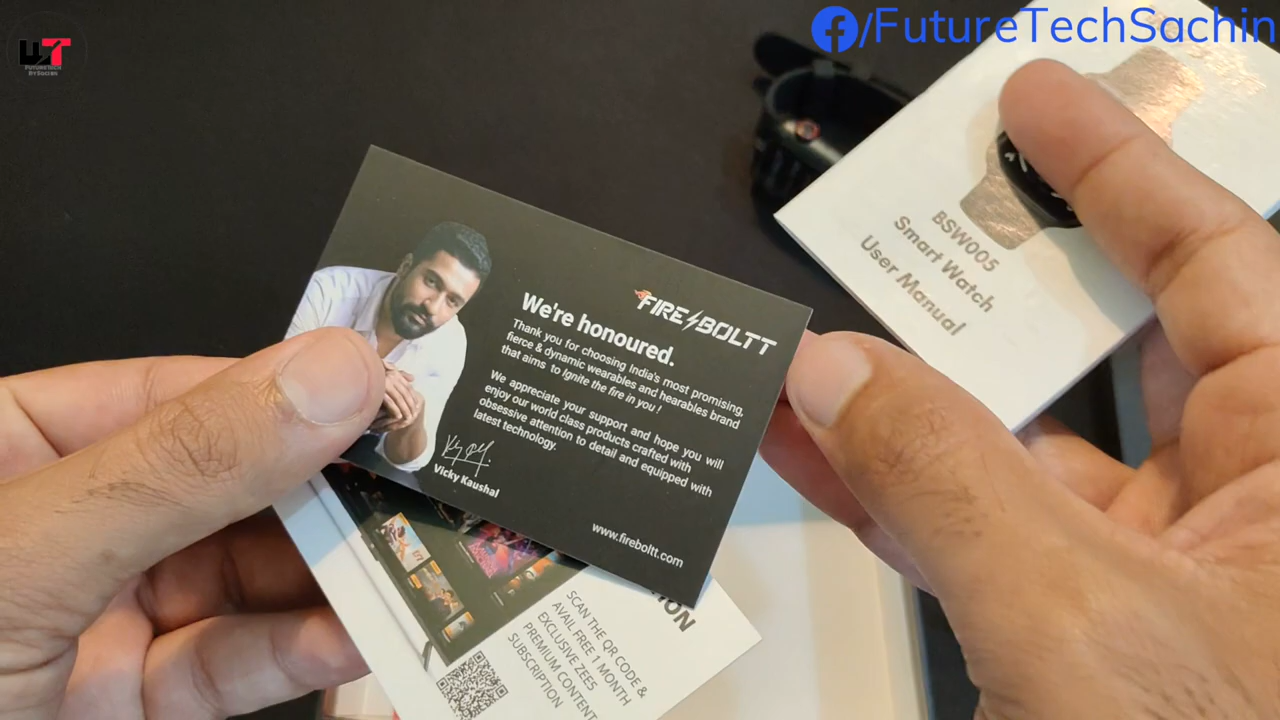 /FutureTechSachin
FutureTech
By Sachin
BSW005
Smart Watch
User Manual
FIRE BOLTT
We're honoured.
Thank you for choosing India's most promising,
fierce & dynamic wearables and hearables brand
that aims to Ignite the fire in you !
We appreciate your support and hope you will
enjoy our world class products crafted with
obsessive attention to detail and equipped with
latest technology.
Vicky Kaushal
www.fireboltt.com
SCAN THE QR CODE &
AVAIL FREE 1 MONTH
EXCLUSIVE ZEE5
PREMIUM CONTENT
SUBSCRIPTION